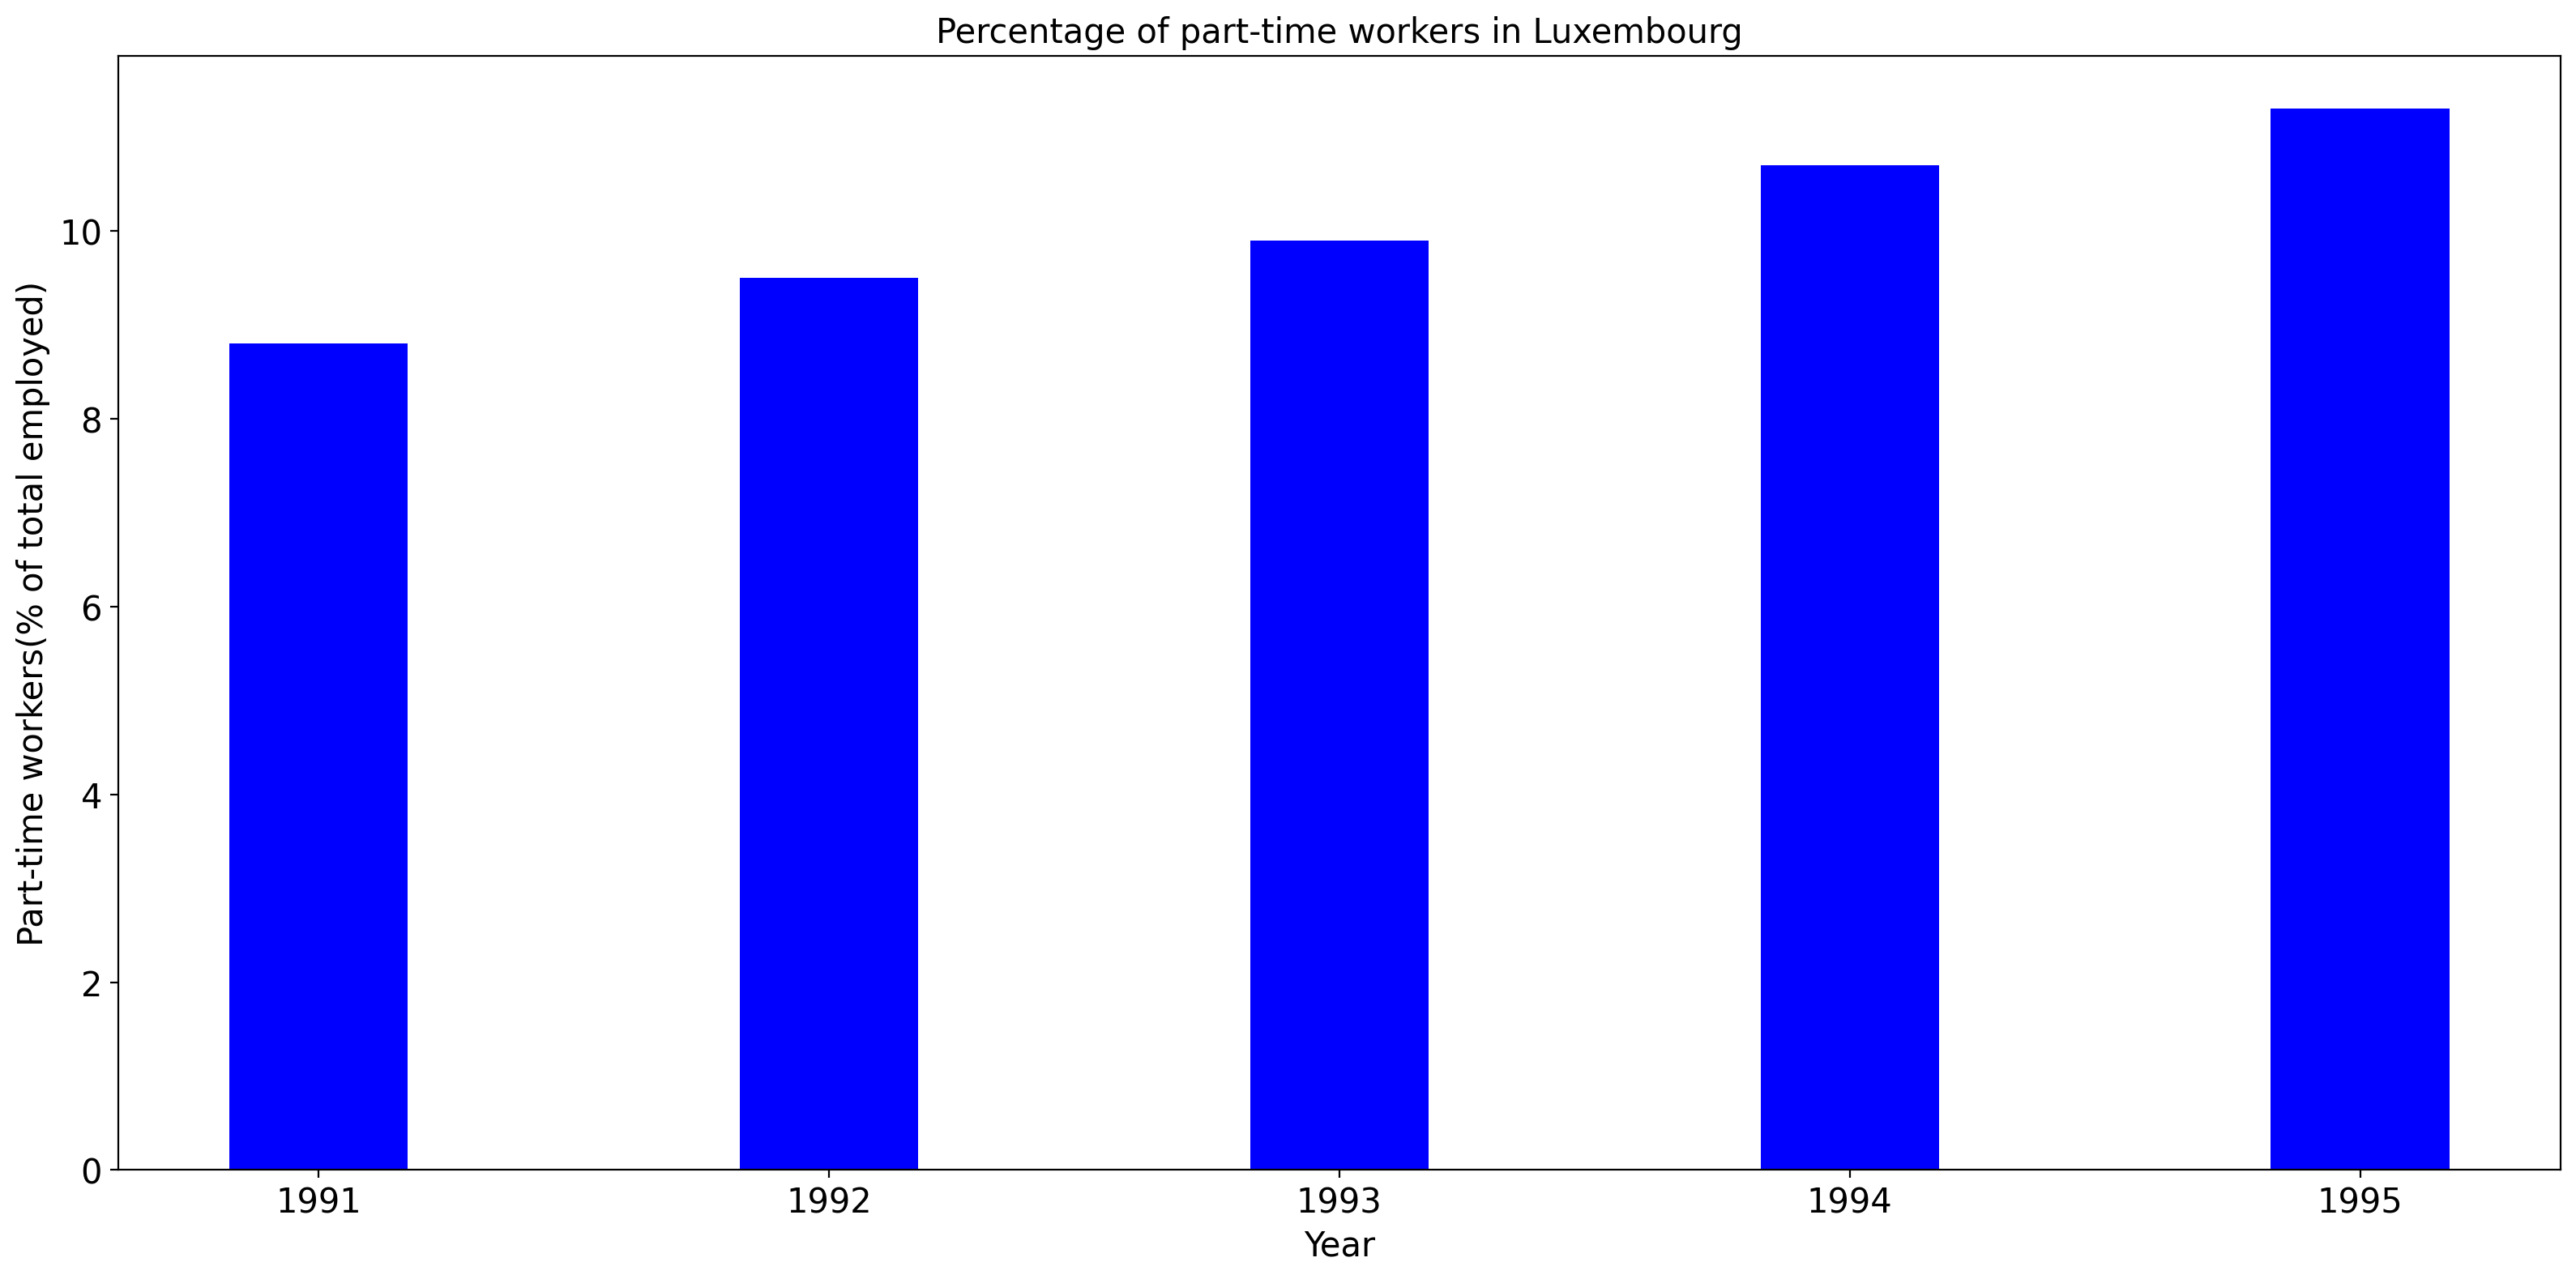 Percentage of part-time workers in Luxembourg
Part-time workers(% of total employed)
10
8
6
4
2
0
1991 1992 1993 1994 1995
Year